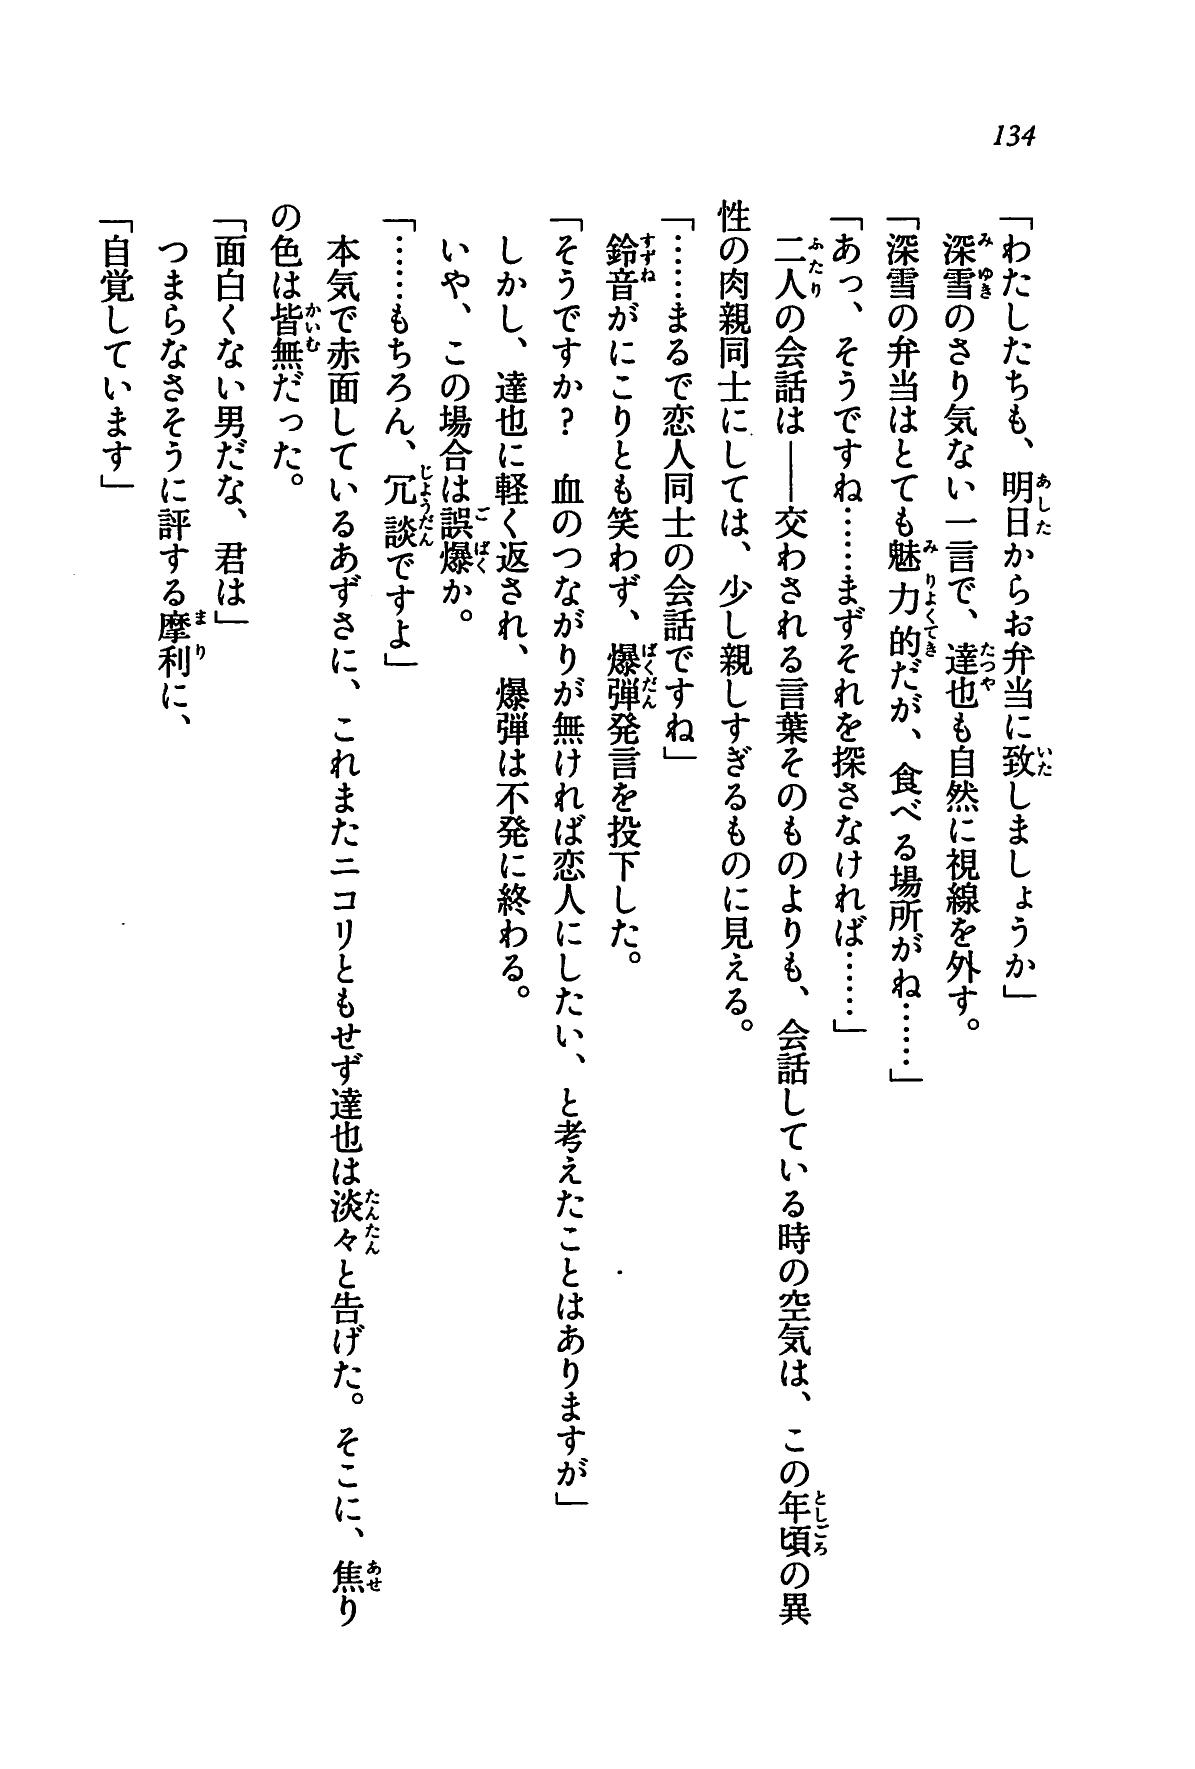 134
「わたしたちも、明日からお弁当に致しましょうか」
深雪のさり気ない一言で、達也も自然に視線を外す。
「深雪の弁当はとても魅力的だが、食べる場所がね……」
「あっ、そうですね……まずそれを探さなければ……」
二人の会話は――交わされる言葉そのものよりも、会話している時の空気は、この年頃の異
性の肉親同士にしては、少し親しすぎるものに見える。
「……まるで恋人同士の会話ですね」
鈴音がにこりとも笑わず、爆弾発言を投下した。
「そうですか？　血のつながりが無ければ恋人にしたい、と考えたことはありますが」
しかし、達也に軽く返され、爆弾は不発に終わる。
いや、この場合は誤爆か。
「……もちろん、冗談ですよ」
本気で赤面しているあずさに、これまたニコリともせず達也は淡々と告げた。そこに、焦り
の色は皆無だった。
「面白くない男だな、君は」
つまらなさそうに評する摩利に、
「自覚しています」